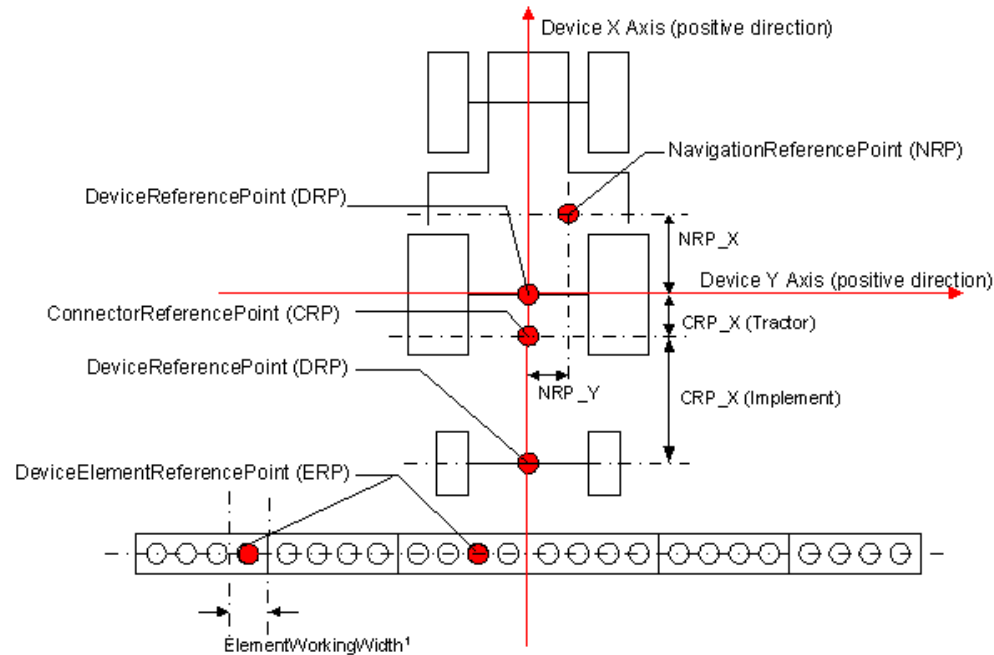 Device X Axis (positive direction)
NavigationReferencePoint (NRP)
DeviceReferencePoint (DRP)
NRP_X
Device Y Axis (positive direction)
ConnectorReferencePoint (CRP)
CRP_X (Tractor)
DeviceReferencePoint (DRP)
NRP_Y
CRP_X (Implement)
DeviceElementReferencePoint (ERP)
ElementWorkingWidth¹